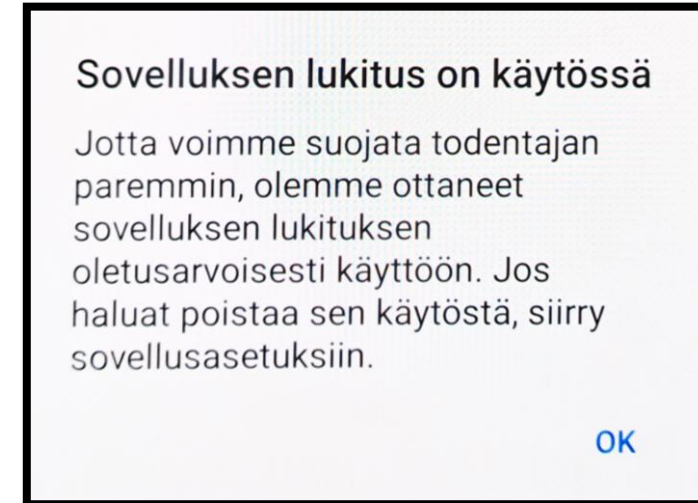 Sovelluksen lukitus on käytössä
Jotta voimme suojata todentajan
paremmin, olemme ottaneet
sovelluksen lukituksen
oletusarvoisesti käyttöön. Jos
haluat poistaa sen käytöstä, siirry
sovellusasetuksiin.
OK